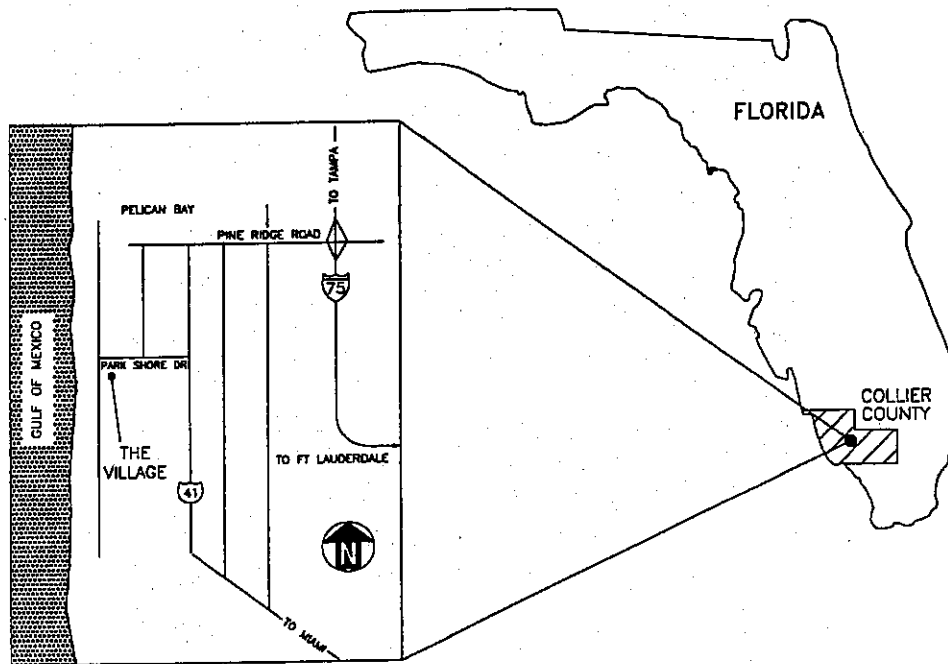 FLORIDA
TO TAMPA
PELICAN BAY
PINE RIDGE ROAD
75
GULF OF MEXICO
PARK SHORE DR
THE
VILLAGE
COLLIER
COUNTY
TO FT LAUDERDALE
41
N
TO MIAMI